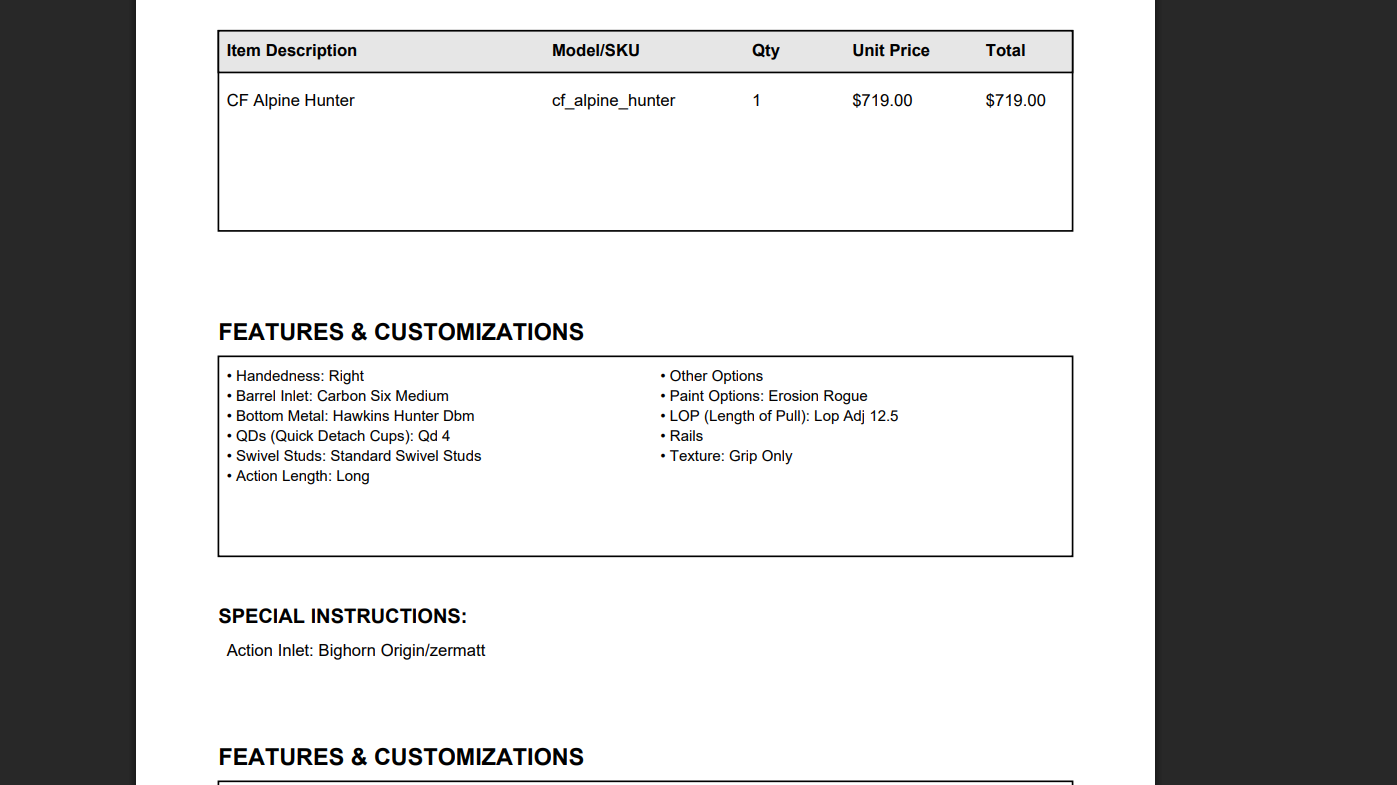 Item Description Model/SKU Qty Unit Price Total
CF Alpine Hunter cf_alpine_hunter 1 $719.00 $719.00
FEATURES & CUSTOMIZATIONS
• Handedness: Right
• Barrel Inlet: Carbon Six Medium
• Bottom Metal: Hawkins Hunter Dbm
• QDs (Quick Detach Cups): Qd 4
• Swivel Studs: Standard Swivel Studs
• Action Length: Long
• Other Options
• Paint Options: Erosion Rogue
• LOP (Length of Pull): Lop Adj 12.5
• Rails
• Texture: Grip Only
SPECIAL INSTRUCTIONS:
Action Inlet: Bighorn Origin/zermatt
FEATURES & CUSTOMIZATIONS